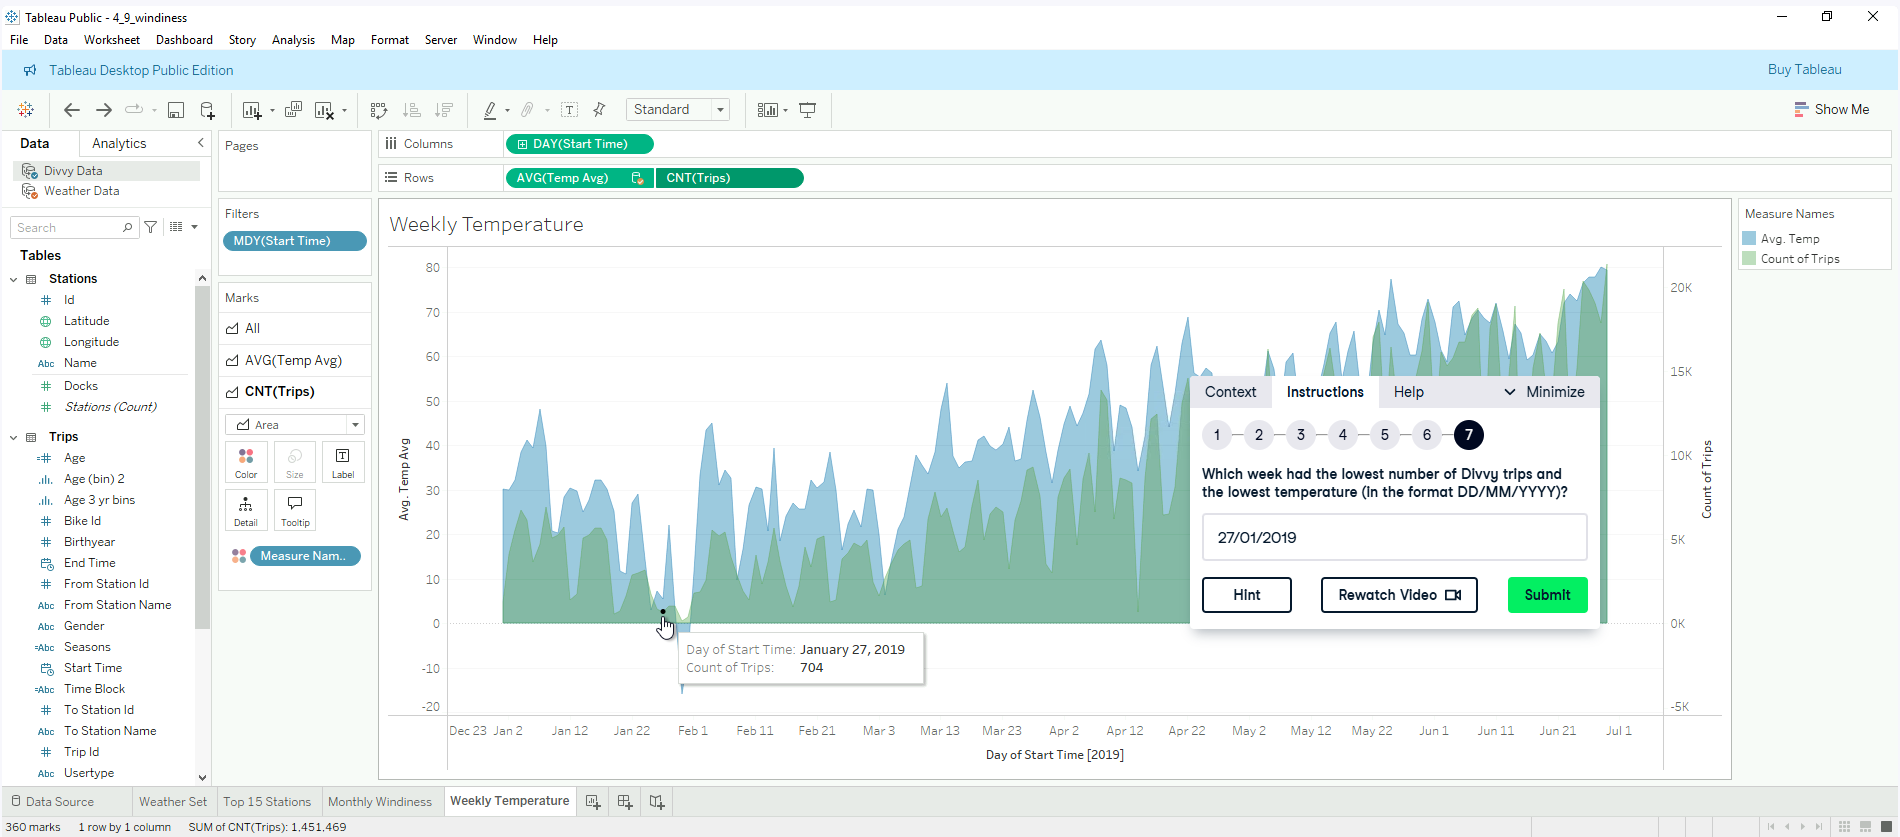 Tableau Public - 4_9_windiness
File Data Worksheet Dashboard Story Analysis Map Format Server Window Help
Tableau Desktop Public Edition
Buy Tableau
Standard
Show Me
Data Analytics
Divvy Data
Weather Data
Search
Tables
Stations
Id
Latitude
Longitude
Abc Name
Docks
Stations (Count)
Trips
Age
Age (bin) 2
Age 3 yr bins
Bike Id
Birthyear
End Time
From Station Id
Abc From Station Name
Abc Gender
=Abc Seasons
Start Time
=Abc Time Block
To Station Id
Abc To Station Name
Trip Id
Abc Usertype
Pages
Filters
MDY(Start Time)
Marks
All
AVG(Temp Avg)
CNT(Trips)
Area
Color Size Label
Detail Tooltip
Measure Nam..
Columns DAY(Start Time)
Rows AVG(Temp Avg) CNT(Trips)
Weekly Temperature
80
70
60
50
40
30
20
10
0
-10
-20
Avg. Temp Avg
20K
15K
10K
5K
0K
-5K
Count of Trips
Day of Start Time: January 27, 2019
Count of Trips: 704
Dec 23 Jan 2 Jan 12 Jan 22 Feb 1 Feb 11 Feb 21 Mar 3 Mar 13 Mar 23 Apr 2 Apr 12 Apr 22 May 2 May 12 May 22 Jun 1 Jun 11 Jun 21 Jul 1
Day of Start Time [2019]
Measure Names
Avg. Temp
Count of Trips
Context Instructions Help Minimize
1 2 3 4 5 6 7
Which week had the lowest number of Divvy trips and
the lowest temperature (in the format DD/MM/YYYY)?
27/01/2019
Hint Rewatch Video Submit
Data Source Weather Set Top 15 Stations Monthly Windiness Weekly Temperature
360 marks 1 row by 1 column SUM of CNT(Trips): 1,451,469